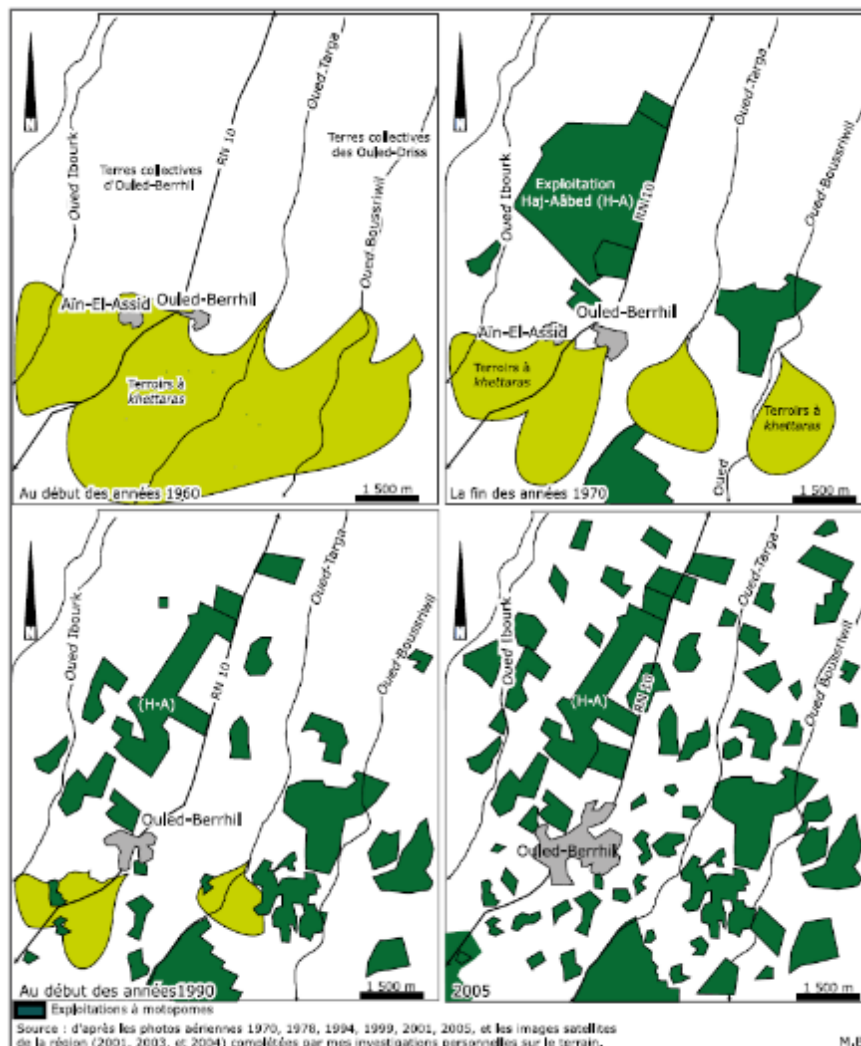 N
Oued Ibourk
Terres collectives
d'Ouled-Berrhil
RN 10
Oued-Targa
Terres collectives
des Ouled-Driss
Oued-Boussriwil
Aïn-El-Assid
Ouled-Berrhil
Terroirs à
khettaras
Au début des années 1960
1 500 m
N
Oued Ibourk
Exploitation
Haj-Aâbed (H-A)
RN 10
Oued-Targa
Oued-Boussriwil
Ouled-Berrhil
Aïn-El-Assid
Terroirs à
khettaras
Terroirs à
khettaras
Oued
La fin des années 1970
1 500 m
N
Oued Ibourk
(H-A)
RN 10
Oued-Targa
Oued-Boussriwil
Ouled-Berrhil
Au début des années1990
1 500 m
N
Oued Ibourk
(H-A)
RN 10
Oued-Targa
Oued Boussriwil
Ouled-Berrhil
2005
1 500 m
Exploitations à motopomes
Source : d'après les photos aériennes 1970, 1978, 1994, 1999, 2001, 2005, et les images satellites
de la région (2001, 2003, et 2004) complétées par mes investigations personnelles sur le terrain.